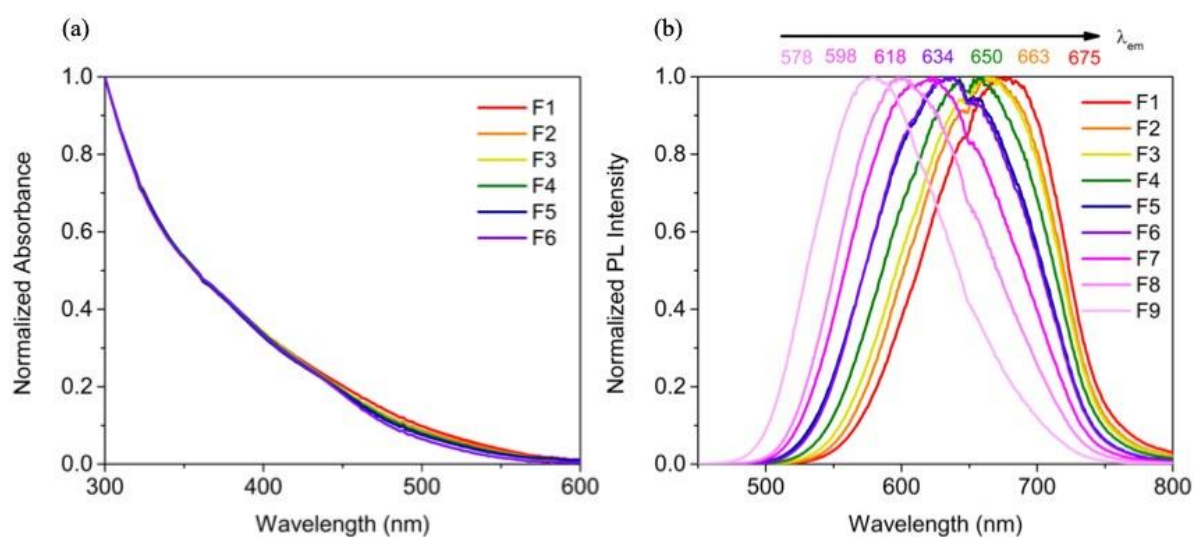 (a)
Normalized Absorbance
1.0
0.8
0.6
0.4
0.2
0.0
300
400
500
600
Wavelength (nm)
F1
F2
F3
F4
F5
F6
(b)
λem
578 598 618 634 650 663 675
Normalized PL Intensity
1.0
0.8
0.6
0.4
0.2
0.0
500
600
700
800
Wavelength (nm)
F1
F2
F3
F4
F5
F6
F7
F8
F9